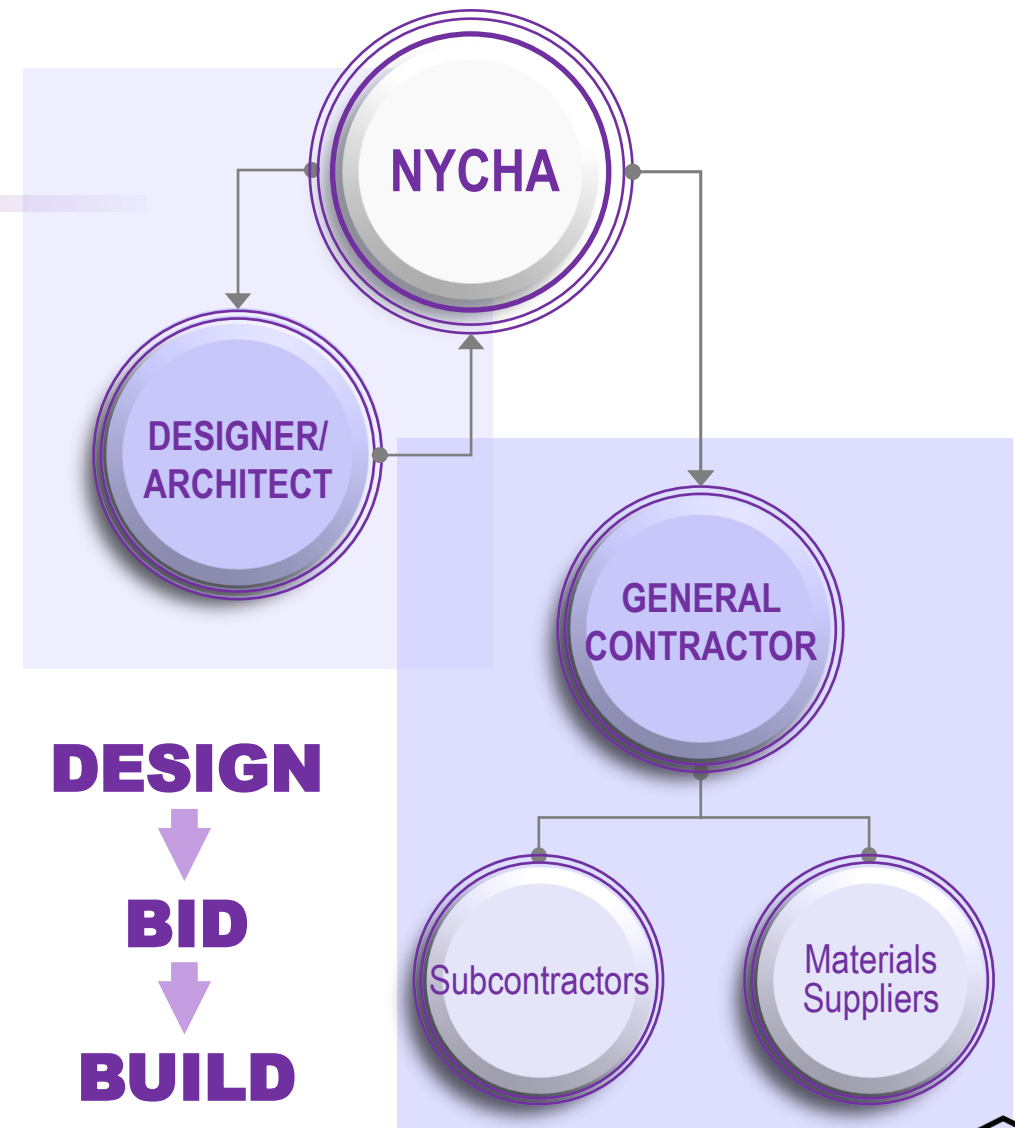 NYCHA
DESIGNER/
ARCHITECT
GENERAL
CONTRACTOR
DESIGN
BID
BUILD
Subcontractors
Materials
Suppliers